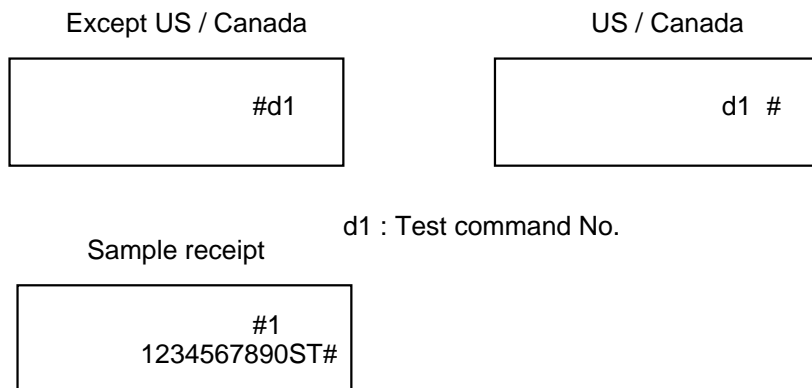 Except US / Canada
US / Canada
#d1
d1 #
d1 : Test command No.
Sample receipt
#1
1234567890ST#